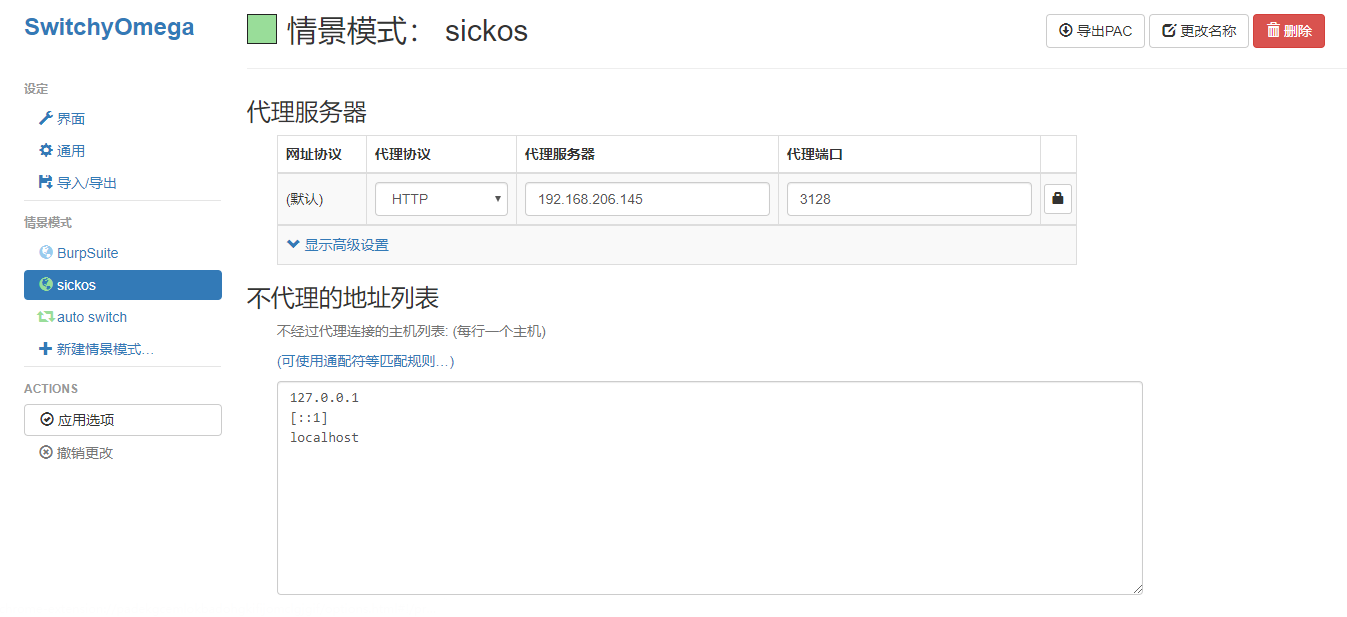 SwitchyOmega
设定
界面
通用
导入/导出
情景模式
BurpSuite
sickos
auto switch
新建情景模式…
ACTIONS
应用选项
撤销更改
情景模式： sickos
导出PAC 更改名称 删除
代理服务器
网址协议 代理协议 代理服务器 代理端口
(默认) HTTP 192.168.206.145 3128
显示高级设置
不代理的地址列表
不经过代理连接的主机列表: (每行一个主机)
(可使用通配符等匹配规则…)
127.0.0.1
[::1]
localhost